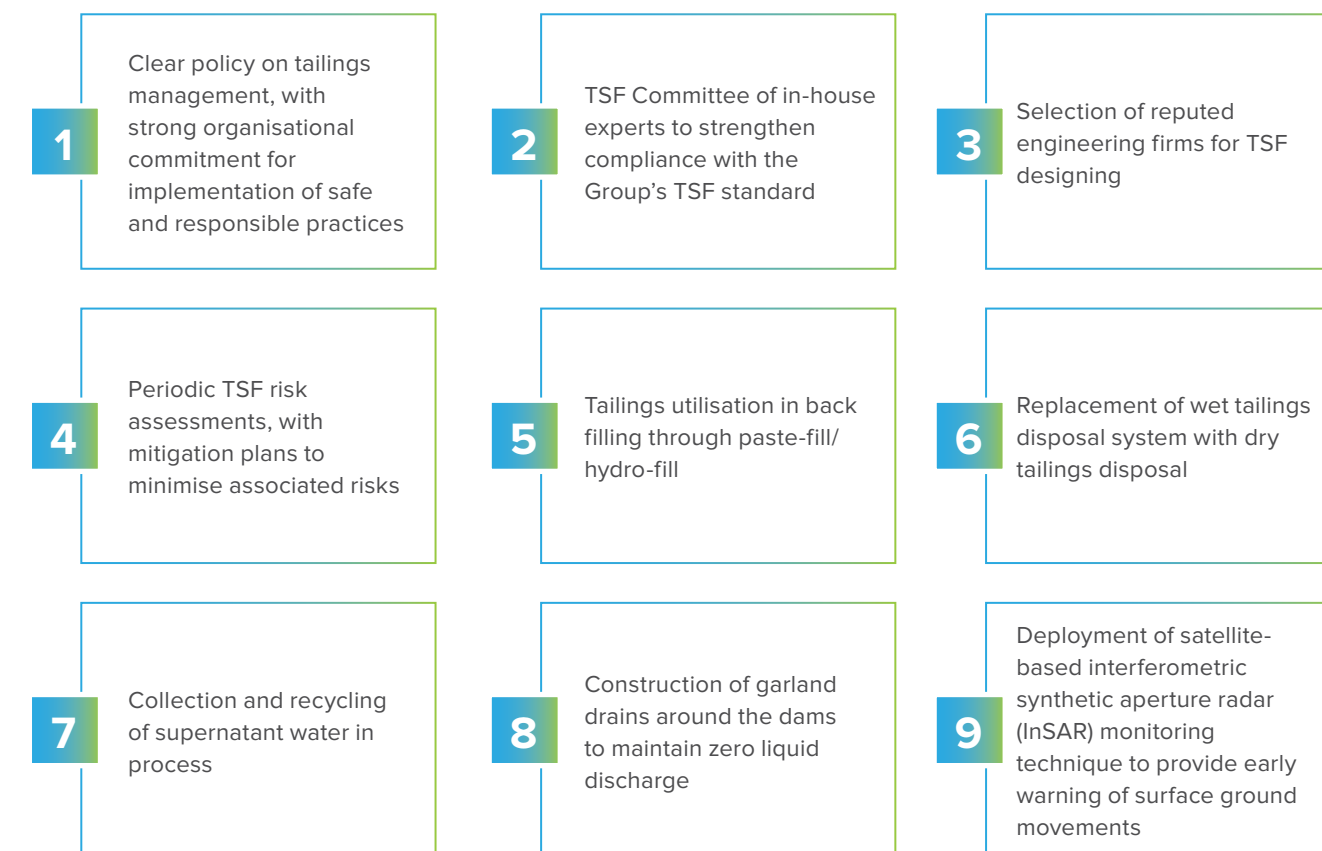 1
Clear policy on tailings
management, with
strong organisational
commitment for
implementation of safe
and responsible practices
2
TSF Committee of in-house
experts to strengthen
compliance with the
Group’s TSF standard
3
Selection of reputed
engineering firms for TSF
designing
4
Periodic TSF risk
assessments, with
mitigation plans to
minimise associated risks
5
Tailings utilisation in back
filling through paste-fill/
hydro-fill
6
Replacement of wet tailings
disposal system with dry
tailings disposal
7
Collection and recycling
of supernatant water in
process
8
Construction of garland
drains around the dams
to maintain zero liquid
discharge
9
Deployment of satellite-
based interferometric
synthetic aperture radar
(InSAR) monitoring
technique to provide early
warning of surface ground
movements